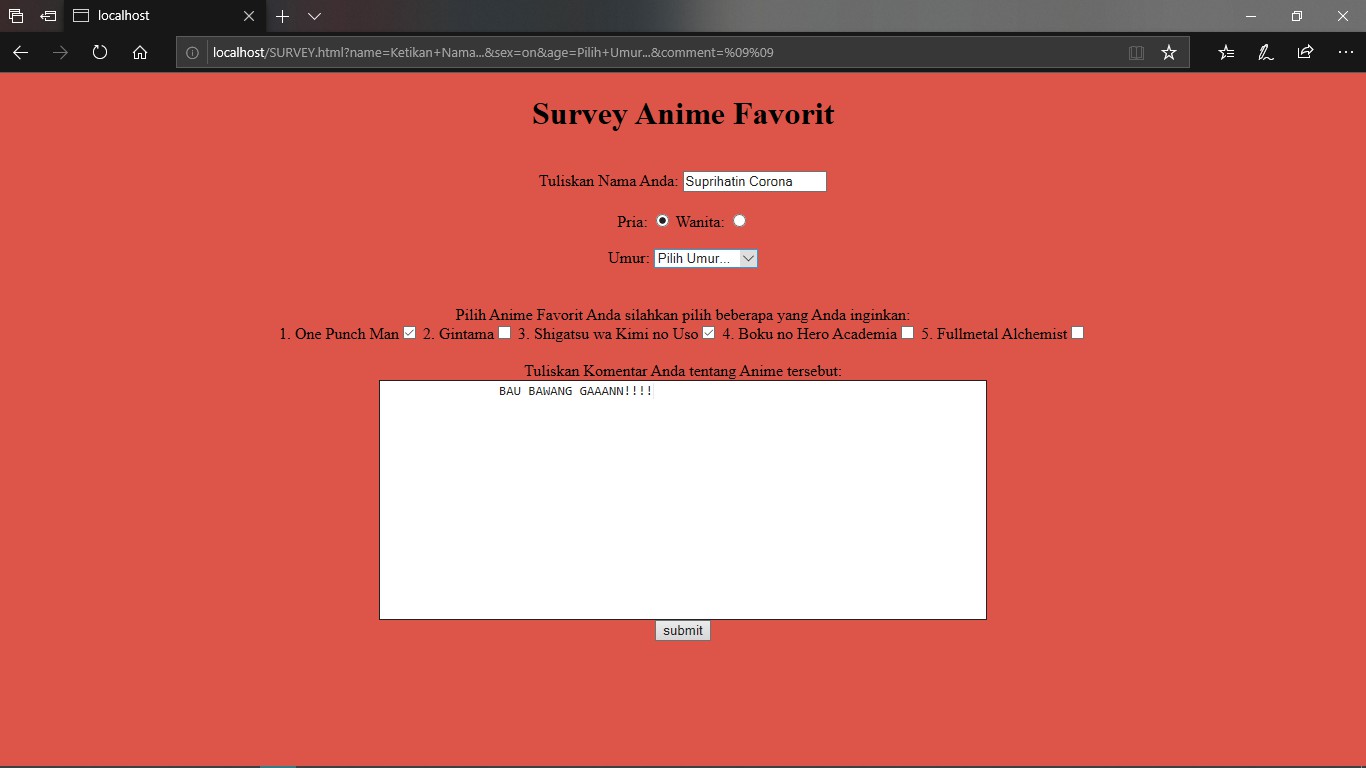 localhost
localhost/SURVEY.html?name=Ketikan+Nama...&sex=on&age=Pilih+Umur...&comment=%09%09
Survey Anime Favorit
Tuliskan Nama Anda: Suprihatin Corona
Pria: Wanita:
Umur: Pilih Umur...
Pilih Anime Favorit Anda silahkan pilih beberapa yang Anda inginkan:
1. One Punch Man 2. Gintama 3. Shigatsu wa Kimi no Uso 4. Boku no Hero Academia 5. Fullmetal Alchemist
Tuliskan Komentar Anda tentang Anime tersebut:
BAU BAWANG GAAANN!!!!
submit